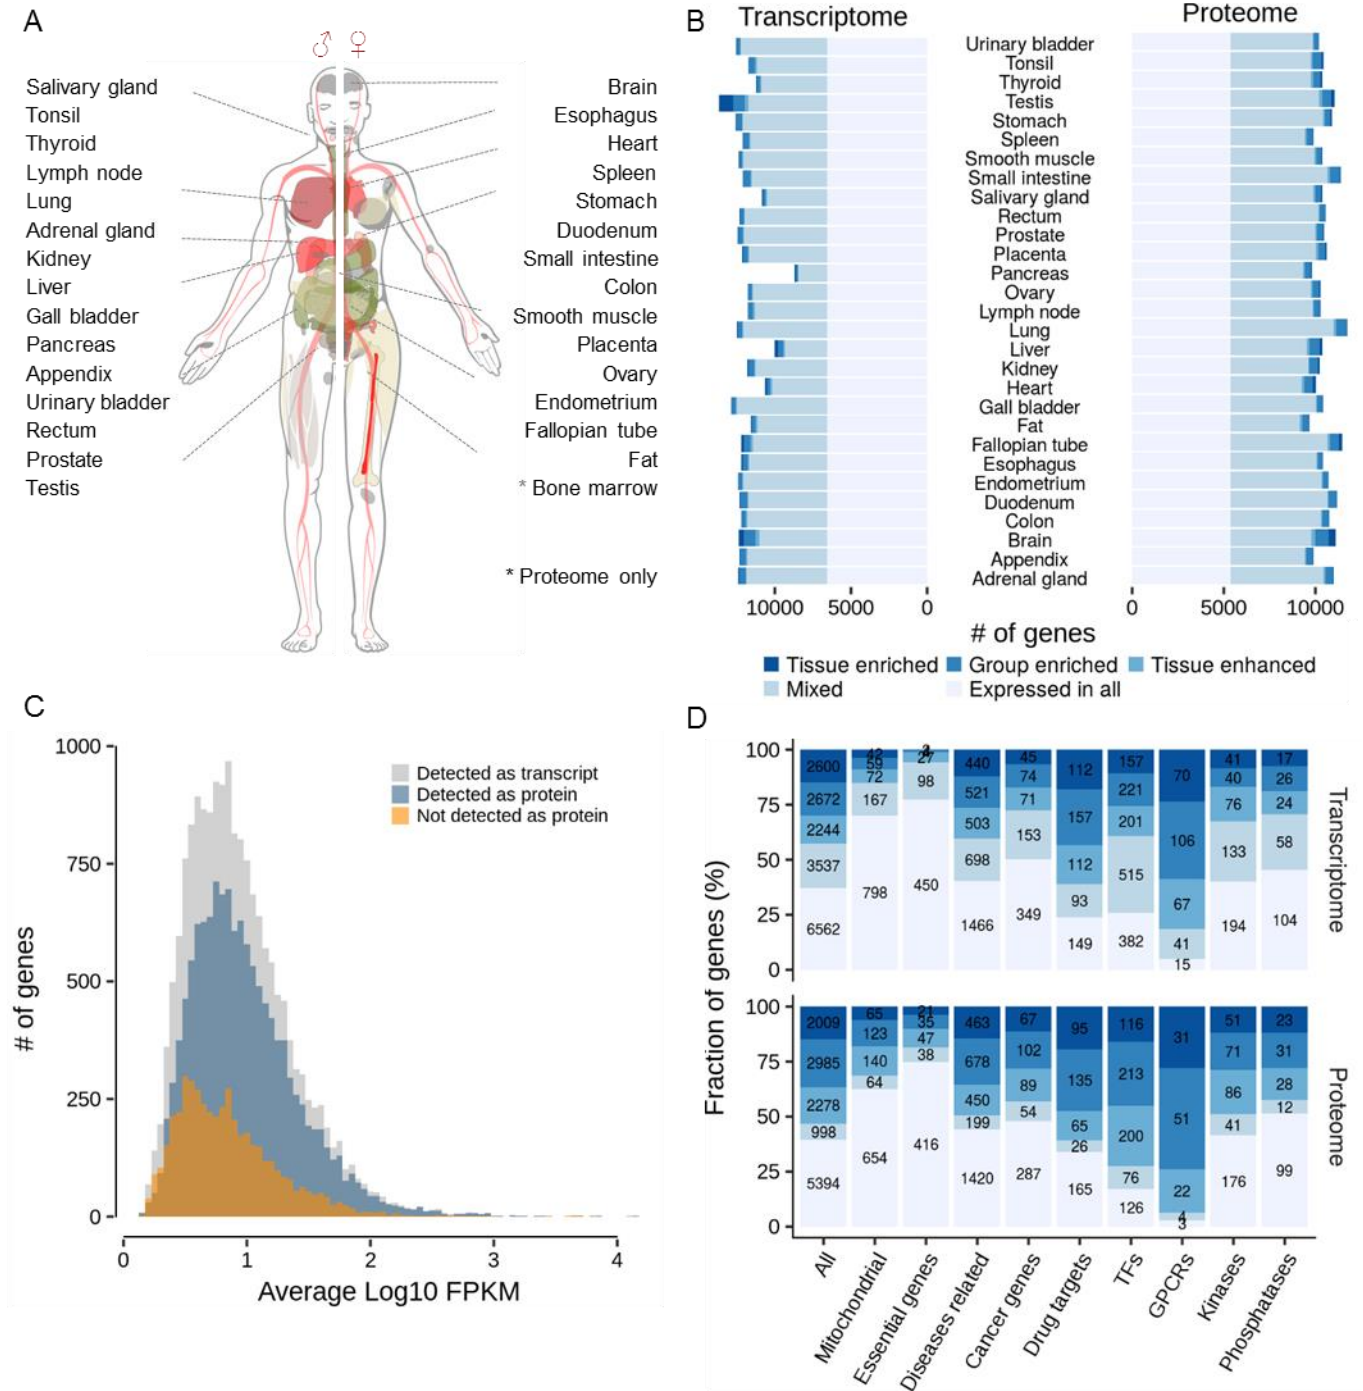 A
♂ ♀
Salivary gland
Tonsil
Thyroid
Lymph node
Lung
Adrenal gland
Kidney
Liver
Gall bladder
Pancreas
Appendix
Urinary bladder
Rectum
Prostate
Testis
Brain
Esophagus
Heart
Spleen
Stomach
Duodenum
Small intestine
Colon
Smooth muscle
Placenta
Ovary
Endometrium
Fallopian tube
Fat
* Bone marrow
* Proteome only
B
Transcriptome
Proteome
Urinary bladder
Tonsil
Thyroid
Testis
Stomach
Spleen
Smooth muscle
Small intestine
Salivary gland
Rectum
Prostate
Placenta
Pancreas
Ovary
Lymph node
Lung
Liver
Kidney
Heart
Gall bladder
Fat
Fallopian tube
Esophagus
Endometrium
Duodenum
Colon
Brain
Appendix
Adrenal gland
10000 5000 0
0 5000 10000
# of genes
Tissue enriched Group enriched Tissue enhanced
Mixed Expressed in all
C
1000
750
500
250
0
# of genes
Detected as transcript
Detected as protein
Not detected as protein
0 1 2 3 4
Average Log10 FPKM
D
Fraction of genes (%)
100
75
50
25
0
2600
2672
2244
3537
6562
42
59
72
167
798
27
98
450
440
521
503
698
1466
45
74
71
153
349
112
157
112
93
149
157
221
201
515
382
70
106
67
41
15
41
40
76
133
194
17
26
24
58
104
Transcriptome
100
75
50
25
0
2009
2985
2278
998
5394
65
123
140
64
654
21
35
47
38
416
463
678
450
199
1420
67
102
89
54
287
95
135
65
26
165
116
213
200
76
126
31
51
22
4
3
51
71
86
41
176
23
31
28
12
99
Proteome
All
Mitochondrial
Essential genes
Diseases related
Cancer genes
Drug targets
TFs
GPCRs
Kinases
Phosphatases